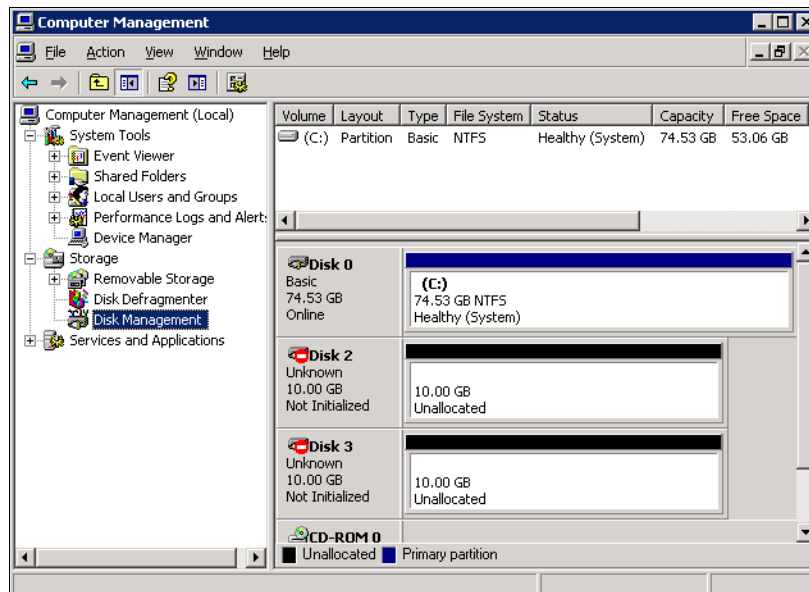 Computer Management
File Action View Window Help
Computer Management (Local)
System Tools
Event Viewer
Shared Folders
Local Users and Groups
Performance Logs and Alert:
Device Manager
Storage
Removable Storage
Disk Defragmenter
Disk Management
Services and Applications
Volume Layout Type File System Status Capacity Free Space
(C:) Partition Basic NTFS Healthy (System) 74.53 GB 53.06 GB
Disk 0
Basic
74.53 GB
Online
(C:)
74.53 GB NTFS
Healthy (System)
Disk 2
Unknown
10.00 GB
Not Initialized
10.00 GB
Unallocated
Disk 3
Unknown
10.00 GB
Not Initialized
10.00 GB
Unallocated
CD-ROM 0
Unallocated Primary partition